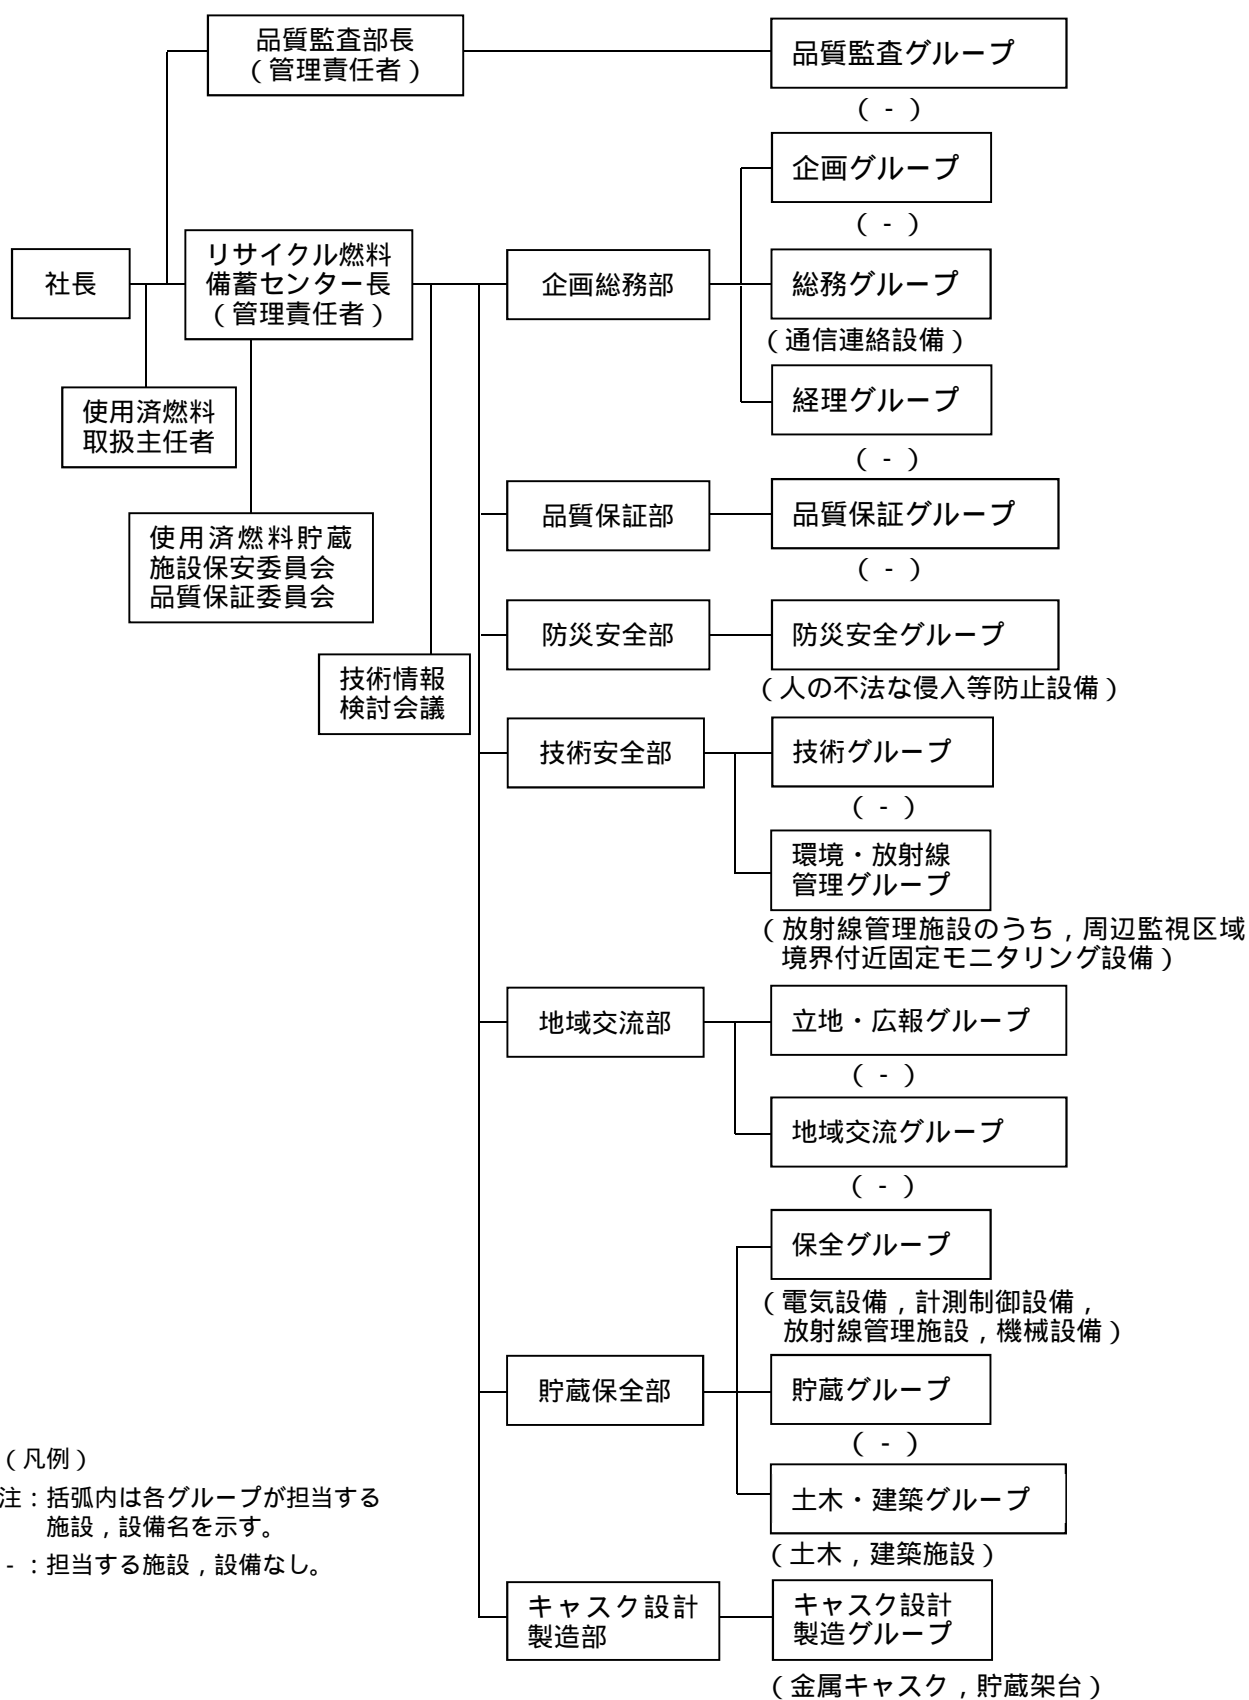 品質監査部長
（管理責任者）
品質監査グループ
（ - ）
企画グループ
（ - ）
社長
リサイクル燃料
備蓄センター長
（管理責任者）
企画総務部
総務グループ
（通信連絡設備）
使用済燃料
取扱主任者
経理グループ
（ - ）
使用済燃料貯蔵
施設保安委員会
品質保証委員会
品質保証部
品質保証グループ
（ - ）
防災安全部
防災安全グループ
（人の不法な侵入等防止設備）
技術情報
検討会議
技術安全部
技術グループ
（ - ）
環境・放射線
管理グループ
（放射線管理施設のうち，周辺監視区域
境界付近固定モニタリング設備）
地域交流部
立地・広報グループ
（ - ）
地域交流グループ
（ - ）
保全グループ
（電気設備，計測制御設備，
放射線管理施設，機械設備）
貯蔵保全部
貯蔵グループ
（ - ）
土木・建築グループ
（土木，建築施設）
キャスク設計
製造部
キャスク設計
製造グループ
（金属キャスク，貯蔵架台）
（凡例）
注：括弧内は各グループが担当する
施設，設備名を示す。
- ：担当する施設，設備なし。